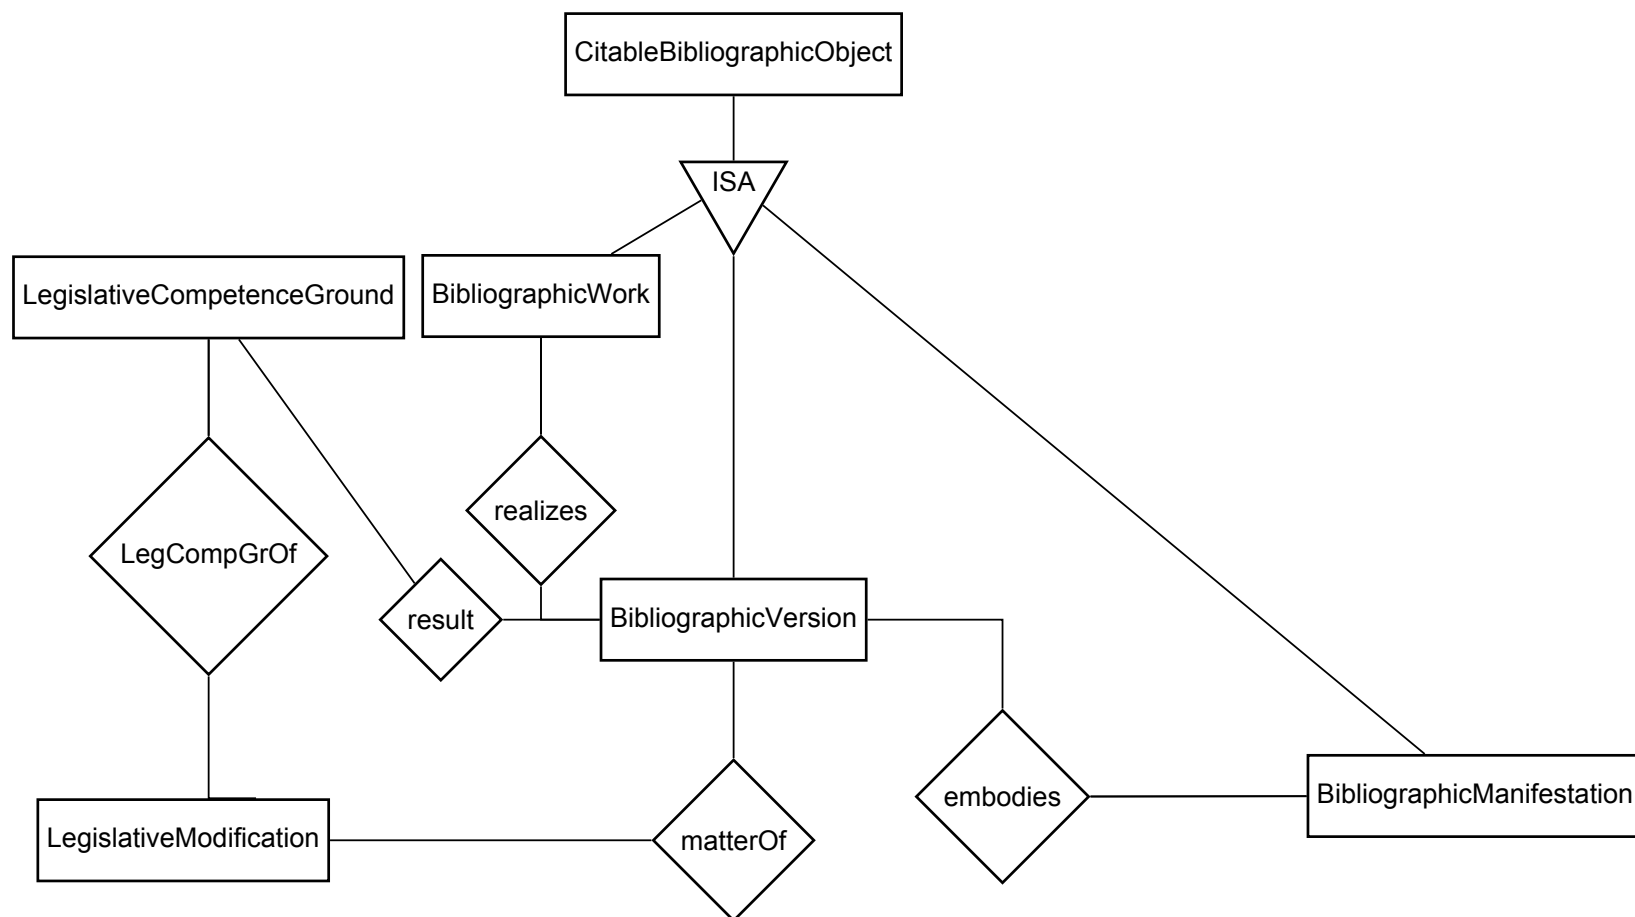 CitableBibliographicObject
ISA
LegislativeCompetenceGround
BibliographicWork
realizes
LegCompGrOf
result
BibliographicVersion
embodies
BibliographicManifestation
LegislativeModification
matterOf